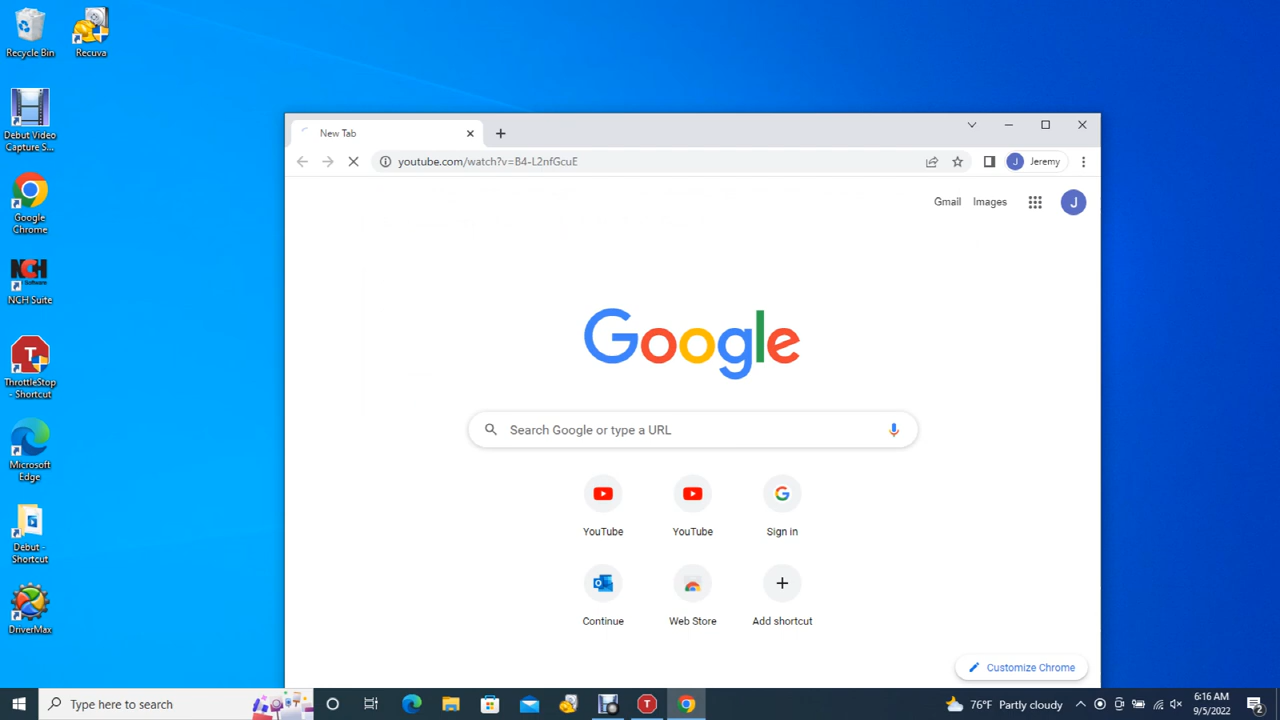 Recycle Bin
Recuva
Debut Video
Capture S...
Google
Chrome
NCH
Software
NCH Suite
T
ThrottleStop
- Shortcut
Microsoft
Edge
Debut -
Shortcut
DriverMax
New Tab
youtube.com/watch?v=B4-L2nfGcuE
J
Jeremy
Gmail
Images
J
Google
Search Google or type a URL
YouTube
YouTube
Sign in
Continue
Web Store
Add shortcut
Customize Chrome
Type here to search
T
76°F Partly cloudy
6:16 AM
9/5/2022
2